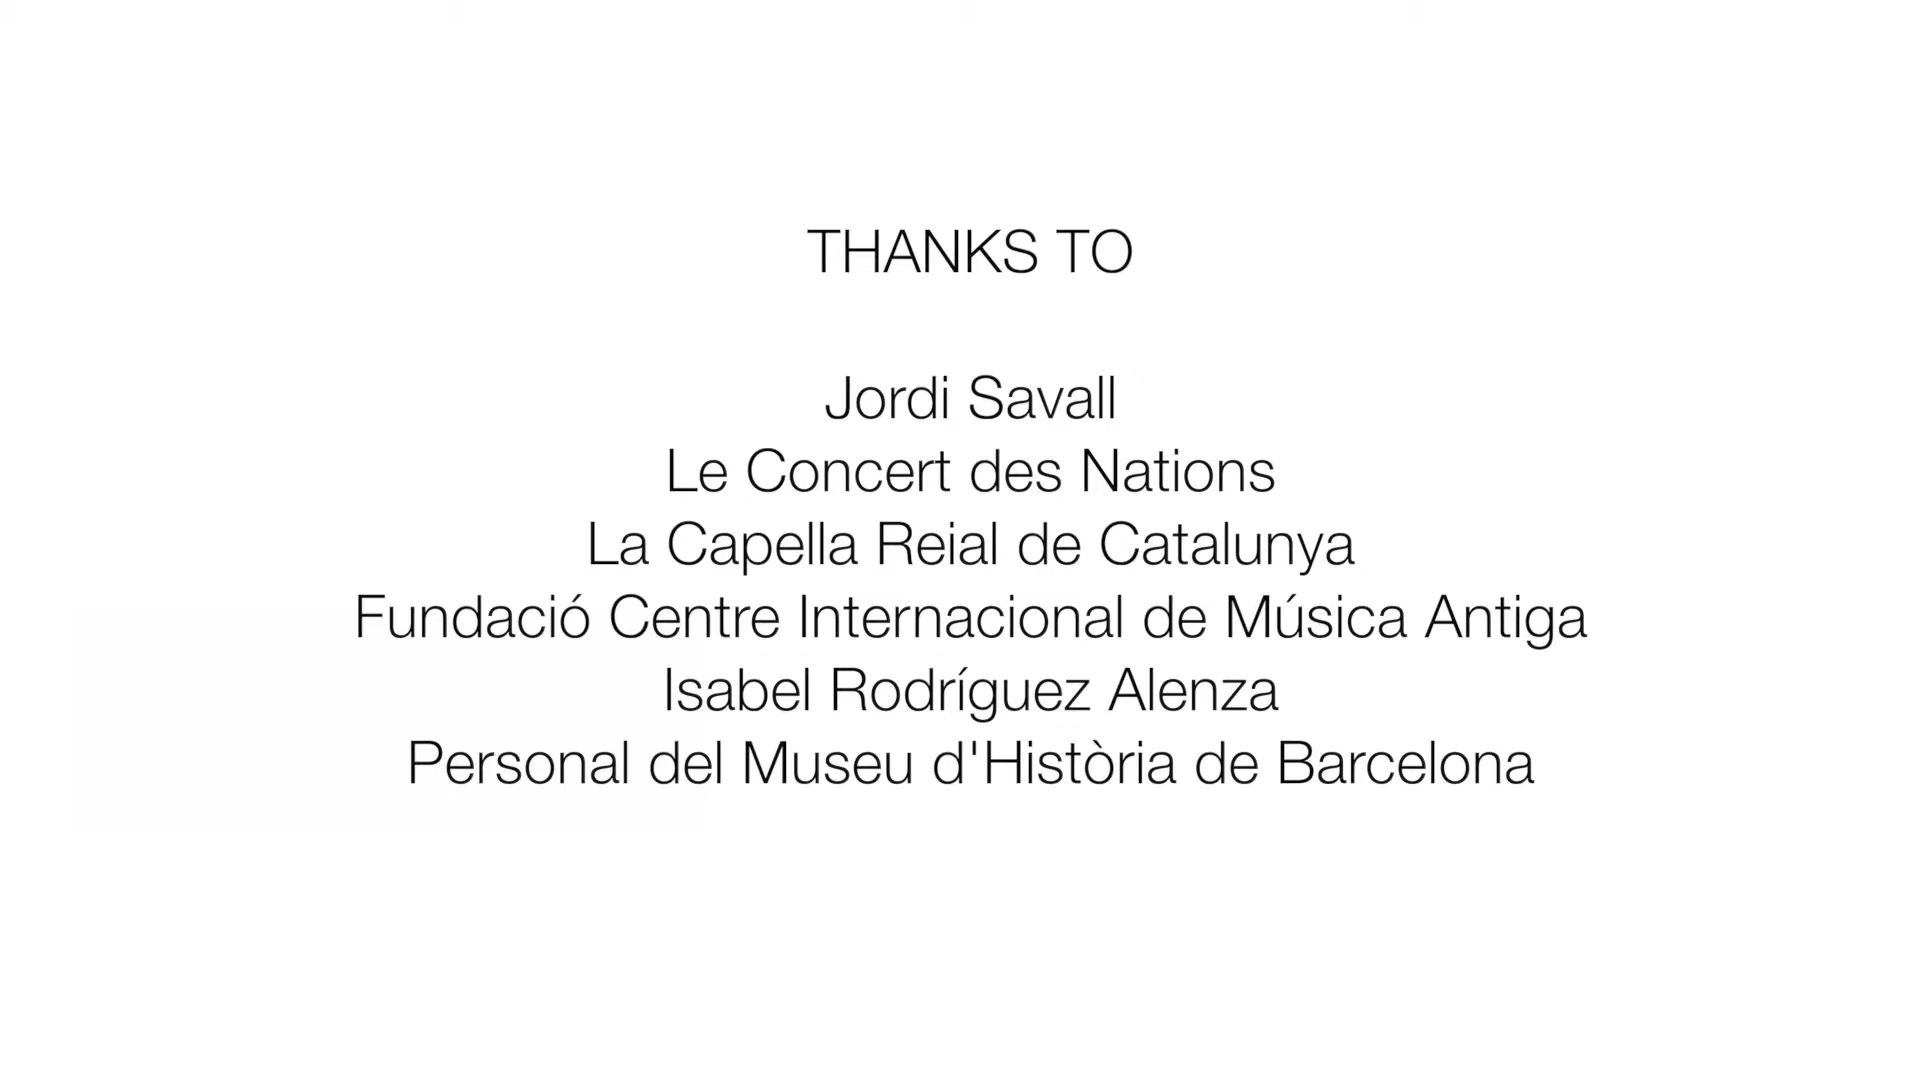 THANKS TO
Jordi Savall
Le Concert des Nations
La Capella Reial de Catalunya
Fundació Centre Internacional de Música Antiga
Isabel Rodríguez Alenza
Personal del Museu d'Història de Barcelona